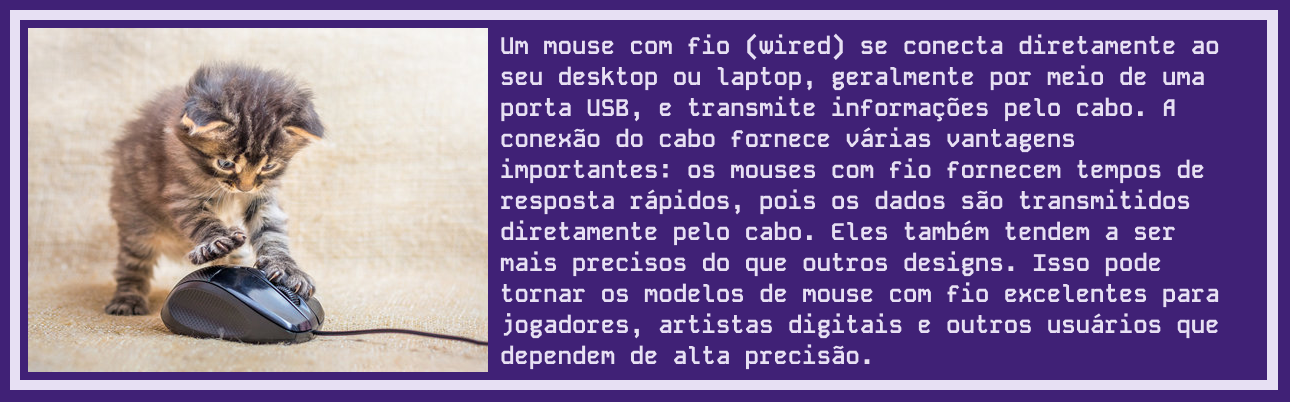 Um mouse com fio (wired) se conecta diretamente ao
seu desktop ou laptop, geralmente por meio de uma
porta USB, e transmite informações pelo cabo. A
conexão do cabo fornece várias vantagens
importantes: os mouses com fio fornecem tempos de
resposta rápidos, pois os dados são transmitidos
diretamente pelo cabo. Eles também tendem a ser
mais precisos do que outros designs. Isso pode
tornar os modelos de mouse com fio excelentes para
jogadores, artistas digitais e outros usuários que
dependem de alta precisão.